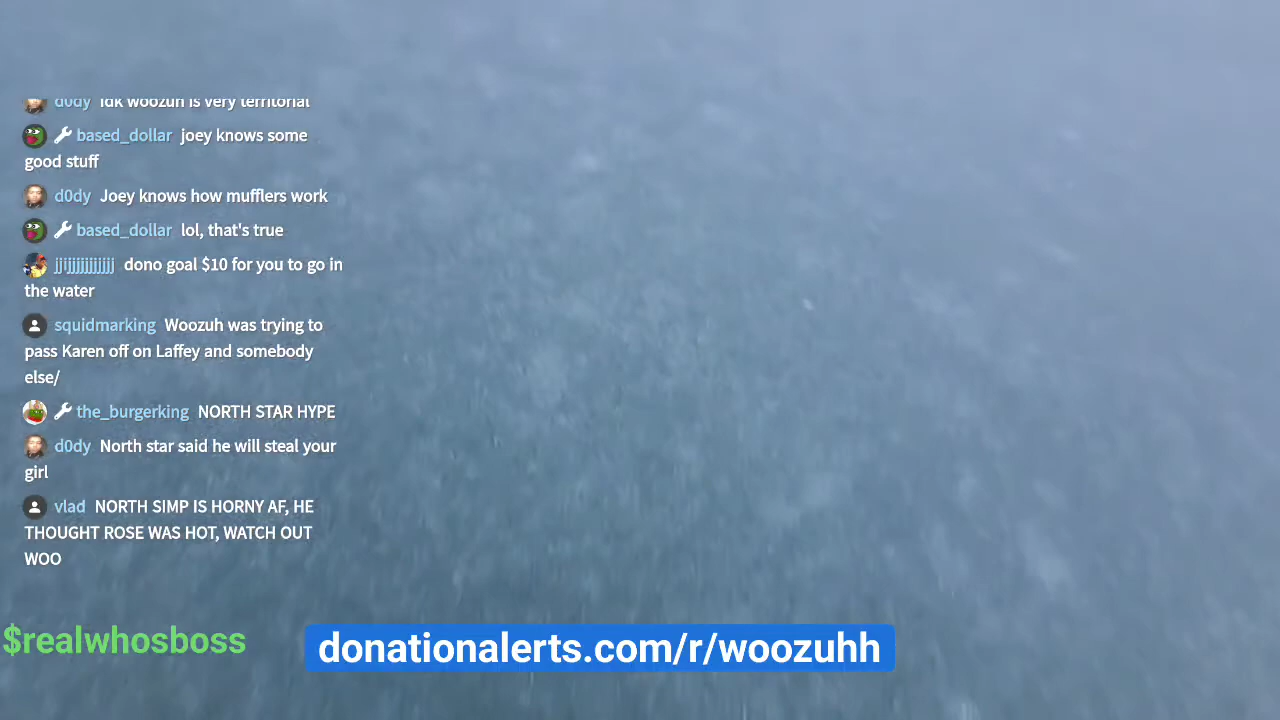 d0dy idk woozuh is very territorial
based_dollar joey knows some
good stuff
d0dy Joey knows how mufflers work
based_dollar lol, that's true
jjijjjjjjjjjjj dono goal $10 for you to go in
the water
squidmarking Woozuh was trying to
pass Karen off on Laffey and somebody
else/
the_burgerking NORTH STAR HYPE
d0dy North star said he will steal your
girl
vlad NORTH SIMP IS HORNY AF, HE
THOUGHT ROSE WAS HOT, WATCH OUT
WOO
$realwhosboss
donationalerts.com/r/woozuhh